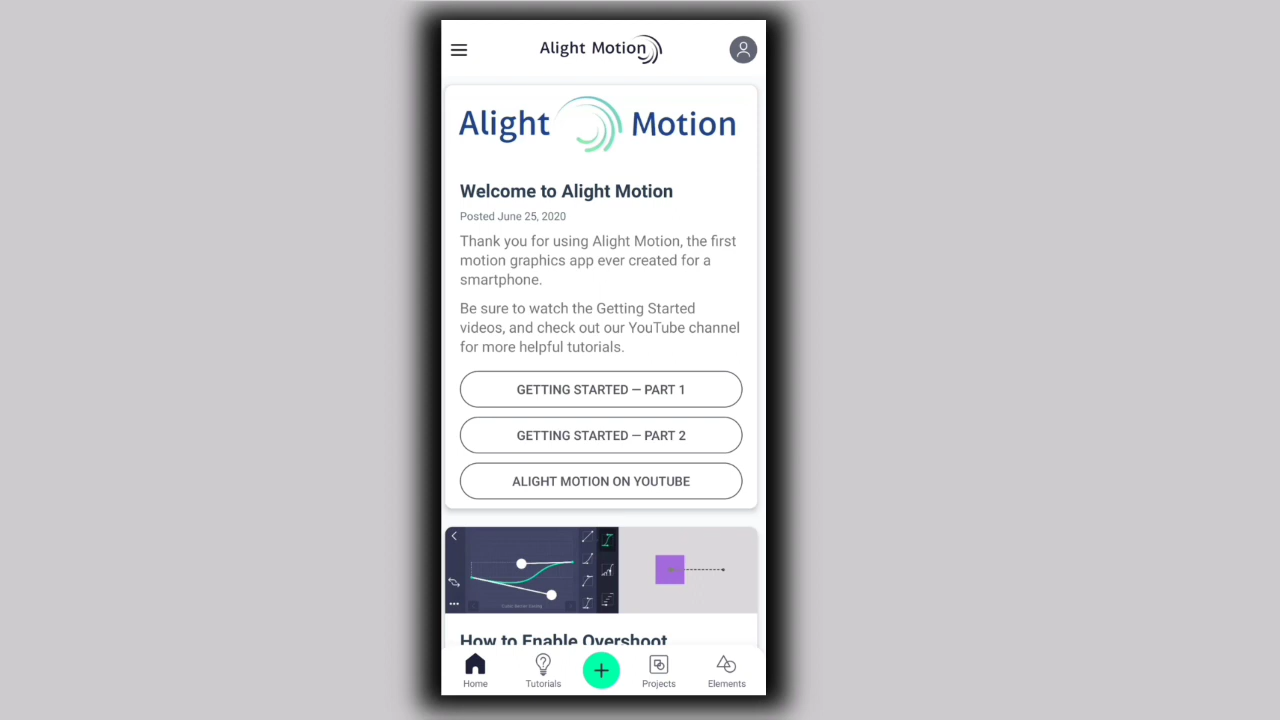 Alight Motion
Alight Motion
Welcome to Alight Motion
Posted June 25, 2020
Thank you for using Alight Motion, the first
motion graphics app ever created for a
smartphone.
Be sure to watch the Getting Started
videos, and check out our YouTube channel
for more helpful tutorials.
GETTING STARTED — PART 1
GETTING STARTED — PART 2
ALIGHT MOTION ON YOUTUBE
How to Enable Overshoot
Home
Tutorials
Projects
Elements